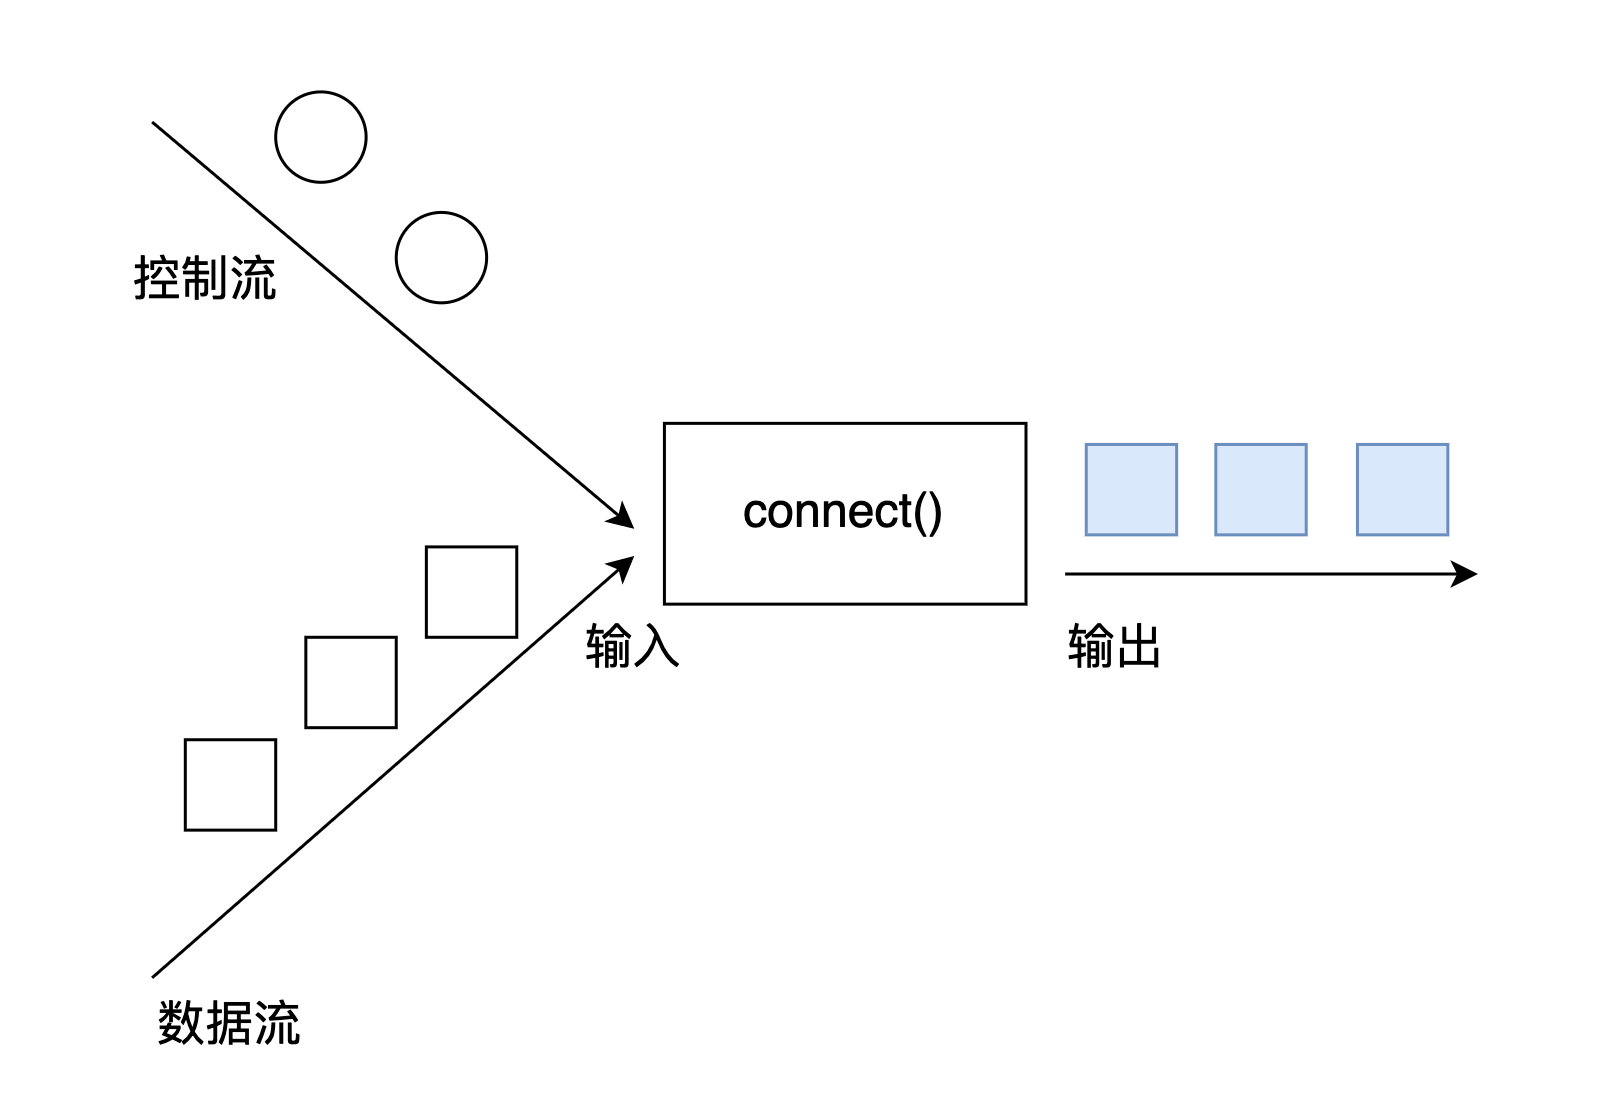 控制流
connect()
输入
输出
数据流